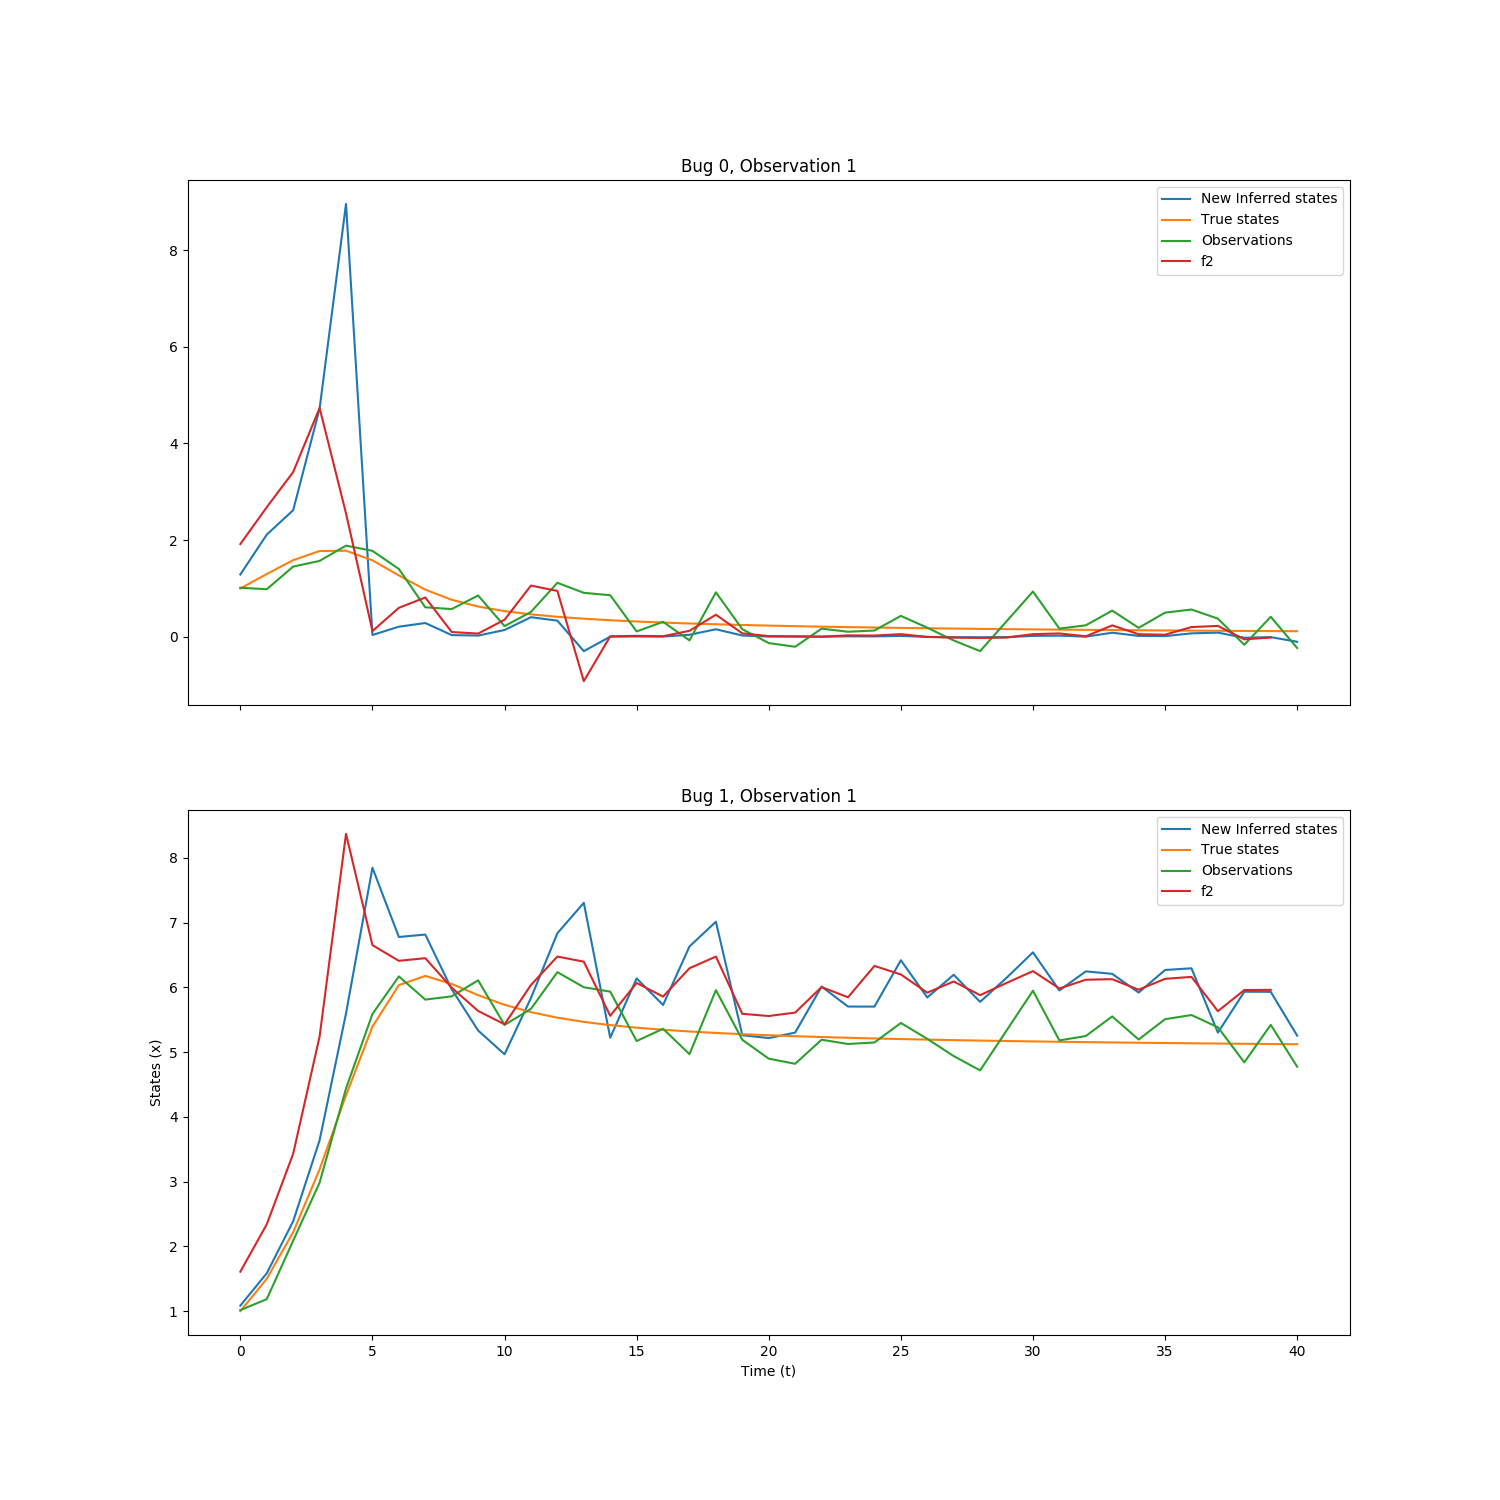 Bug 0, Observation 1
New Inferred states
True states
Observations
f2
8
6
4
2
0
Bug 1, Observation 1
New Inferred states
True states
Observations
f2
8
7
6
5
4
3
2
1
States (x)
0 5 10 15 20 25 30 35 40
Time (t)